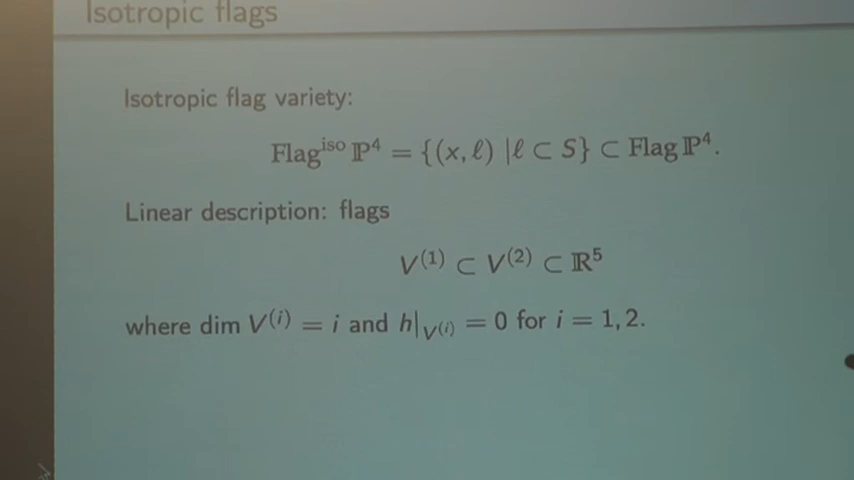 Isotropic flags
Isotropic flag variety:
Flag^iso ℙ^4 = {(x, ℓ) | ℓ ⊂ S} ⊂ Flag ℙ^4.
Linear description: flags
V^(1) ⊂ V^(2) ⊂ ℝ^5
where dim V^(i) = i and h|_V^(i) = 0 for i = 1, 2.